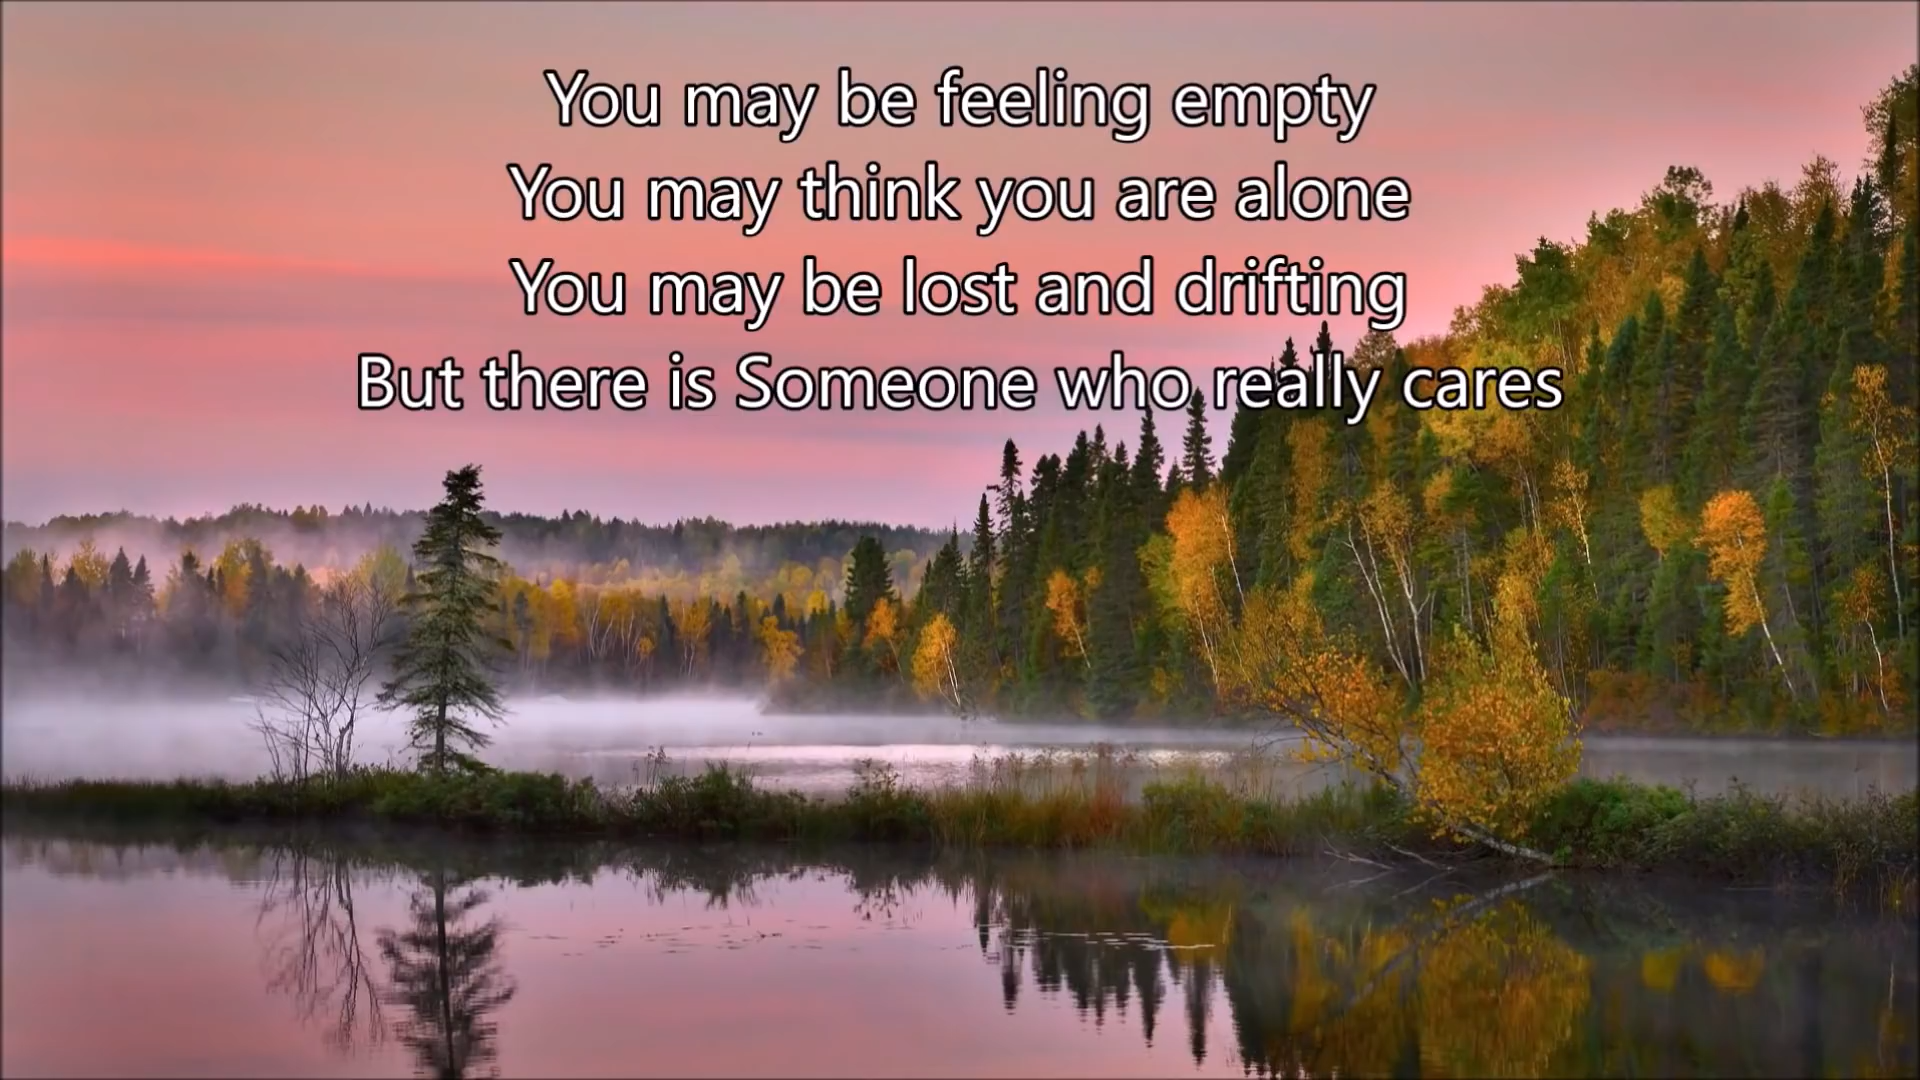 You may be feeling empty
You may think you are alone
You may be lost and drifting
But there is Someone who really cares